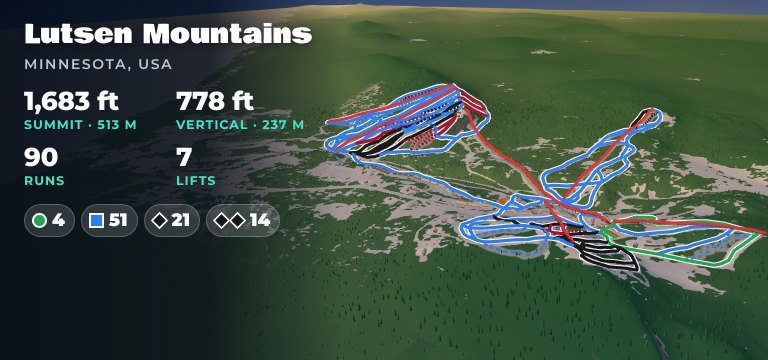 Lutsen Mountains
MINNESOTA, USA
1,683 ft 778 ft
SUMMIT · 513 M VERTICAL · 237 M
90 7
RUNS LIFTS
4 51 21 14